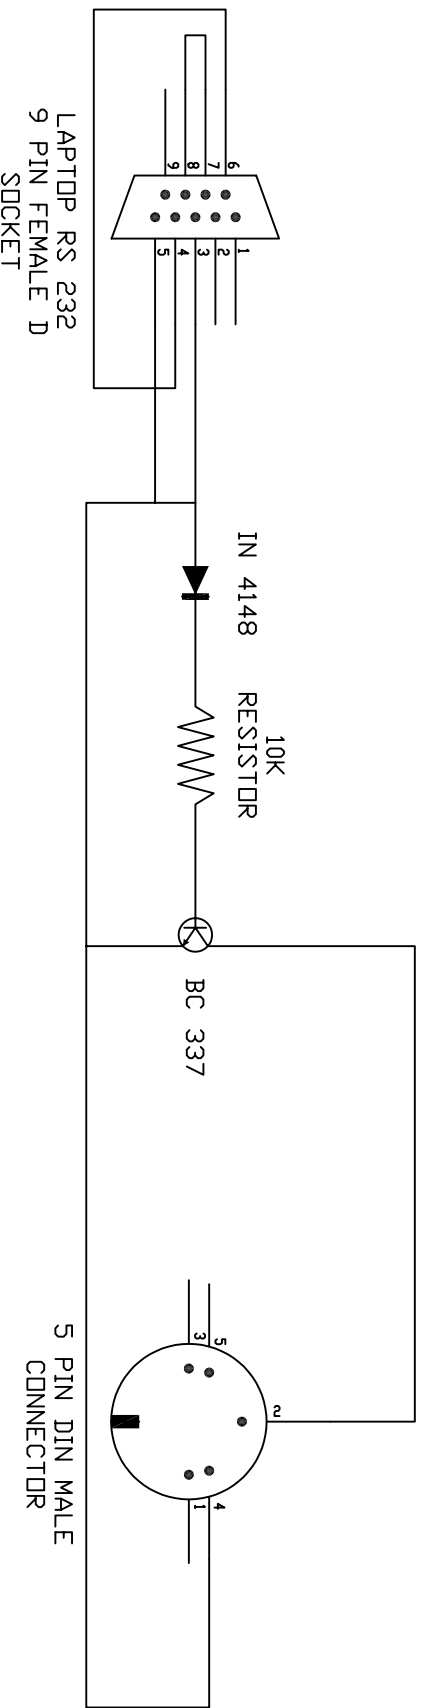 LAPTOP RS 232
9 PIN FEMALE D
SOCKET
6
7
8
9
1
2
3
4
5
IN 4148
10K
RESISTOR
BC 337
5
3
2
4
1
5 PIN DIN MALE
CONNECTOR